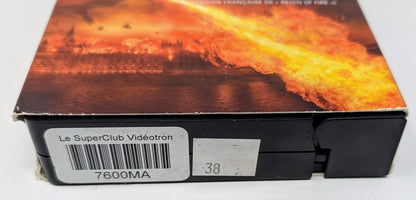 VERSION FRANÇAISE DE « REIGN OF FIRE »)
Le SuperClub Vidéotron
7600MA
38